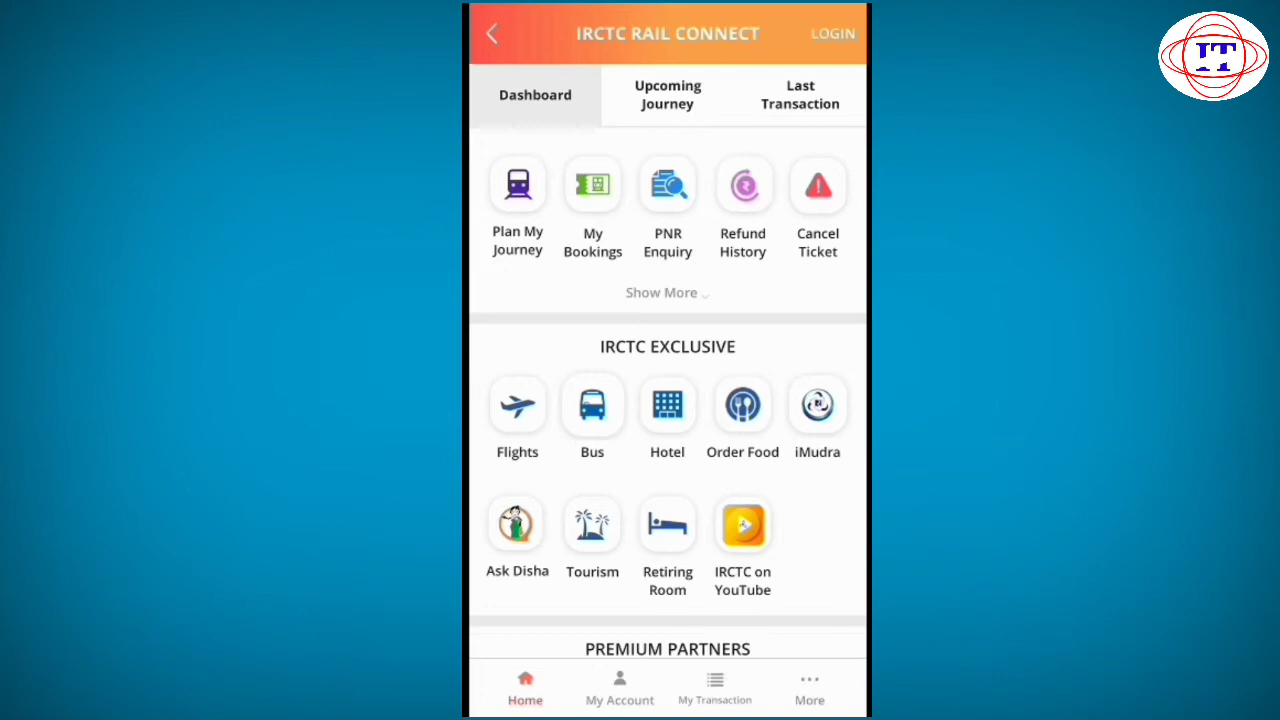 IRCTC RAIL CONNECT
LOGIN
IT
Dashboard
Upcoming
Journey
Last
Transaction
Plan My
Journey
My
Bookings
PNR
Enquiry
Refund
History
Cancel
Ticket
Show More
IRCTC EXCLUSIVE
Flights
Bus
Hotel
Order Food
iMudra
Ask Disha
Tourism
Retiring
Room
IRCTC on
YouTube
PREMIUM PARTNERS
Home
My Account
My Transaction
More